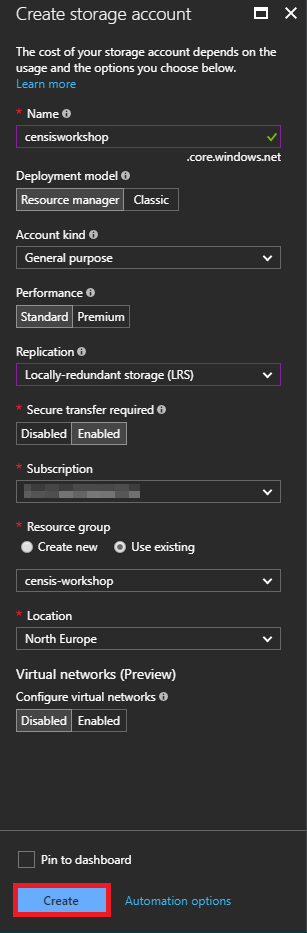 Create storage account
The cost of your storage account depends on the
usage and the options you choose below.
Learn more
* Name
censisworkshop
.core.windows.net
Deployment model
Resource manager Classic
Account kind
General purpose
Performance
Standard Premium
Replication
Locally-redundant storage (LRS)
* Secure transfer required
Disabled Enabled
* Subscription
* Resource group
Create new Use existing
censis-workshop
* Location
North Europe
Virtual networks (Preview)
Configure virtual networks
Disabled Enabled
Pin to dashboard
Create Automation options